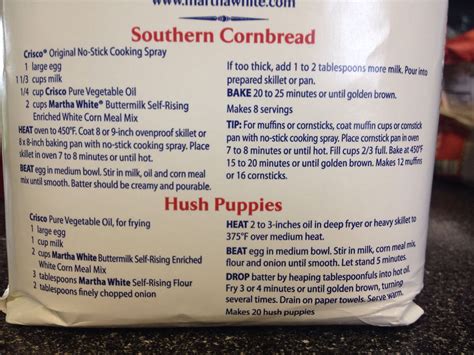 www.marthawhite.com
Southern Cornbread
Crisco® Original No-Stick Cooking Spray
1 large egg
1 1/3 cups milk
1/4 cup Crisco Pure Vegetable Oil
2 cups Martha White® Buttermilk Self-Rising
Enriched White Corn Meal Mix
HEAT oven to 450°F. Coat 8 or 9-inch ovenproof skillet or
8 x 8-inch baking pan with no-stick cooking spray. Place
skillet in oven 7 to 8 minutes or until hot.
BEAT egg in medium bowl. Stir in milk, oil and corn meal
mix until smooth. Batter should be creamy and pourable.
If too thick, add 1 to 2 tablespoons more milk. Pour into
prepared skillet or pan.
BAKE 20 to 25 minutes or until golden brown.
Makes 8 servings
TIP: For muffins or cornsticks, coat muffin cups or cornstick
pan with no-stick cooking spray. Place cornstick pan in oven
7 to 8 minutes or until hot. Fill cups 2/3 full. Bake at 450°F
15 to 20 minutes or until golden brown. Makes 12 muffins
or 16 cornsticks.
Hush Puppies
Crisco Pure Vegetable Oil, for frying
1 large egg
1 cup milk
2 cups Martha White Buttermilk Self-Rising Enriched
White Corn Meal Mix
3 tablespoons Martha White Self-Rising Flour
2 tablespoons finely chopped onion
HEAT 2 to 3-inches oil in deep fryer or heavy skillet to
375°F over medium heat.
BEAT egg in medium bowl. Stir in milk, corn meal mix,
flour and onion until smooth. Let stand 5 minutes.
DROP batter by heaping tablespoonfuls into hot oil.
Fry 3 or 4 minutes or until golden brown, turning
several times. Drain on paper towels. Serve warm.
Makes 20 hush puppies